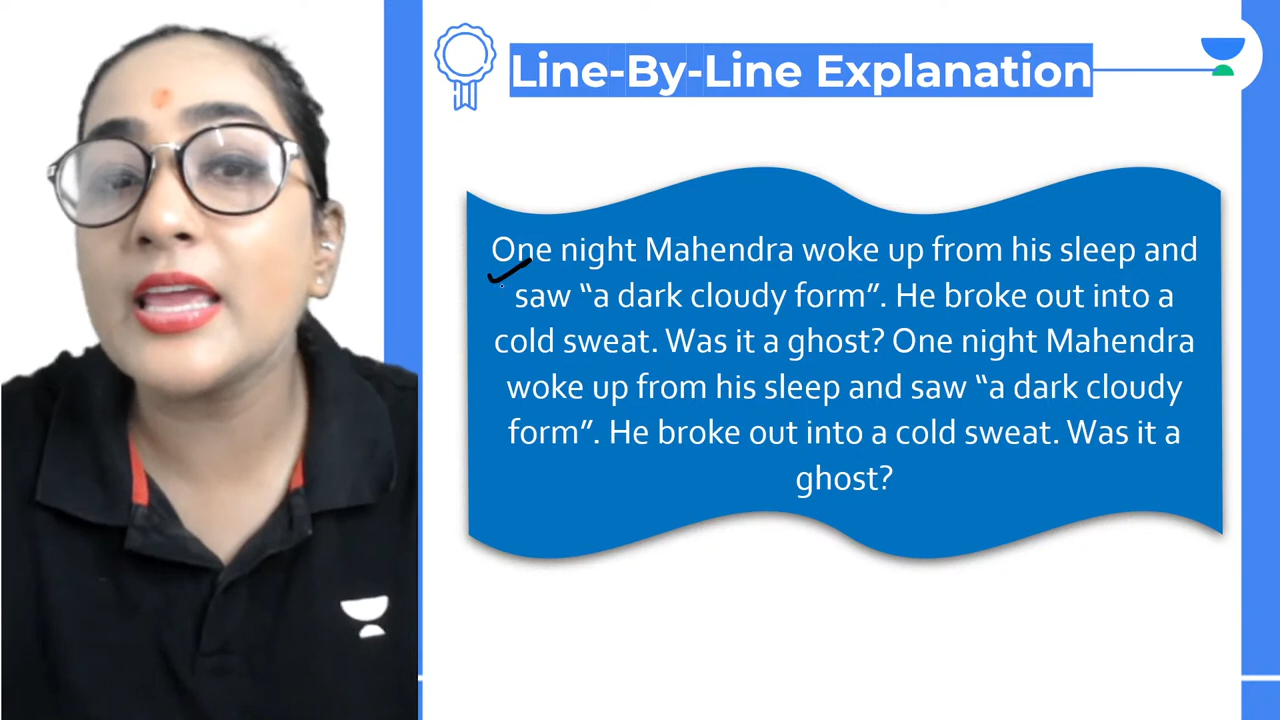 Line-By-Line Explanation
One night Mahendra woke up from his sleep and
saw “a dark cloudy form”. He broke out into a
cold sweat. Was it a ghost? One night Mahendra
woke up from his sleep and saw “a dark cloudy
form”. He broke out into a cold sweat. Was it a
ghost?